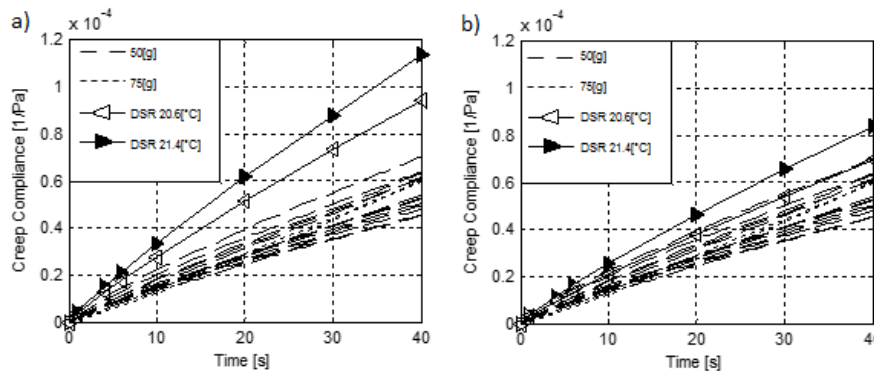 a)
× 10⁻⁴
1.2
1
0.8
0.6
0.4
0.2
0
Creep Compliance [1/Pa]
50[g]
75[g]
DSR 20.6[°C]
DSR 21.4[°C]
0
10
20
30
40
Time [s]
b)
× 10⁻⁴
1.2
1
0.8
0.6
0.4
0.2
0
Creep Compliance [1/Pa]
50[g]
75[g]
DSR 20.6[°C]
DSR 21.4[°C]
0
10
20
30
40
Time [s]